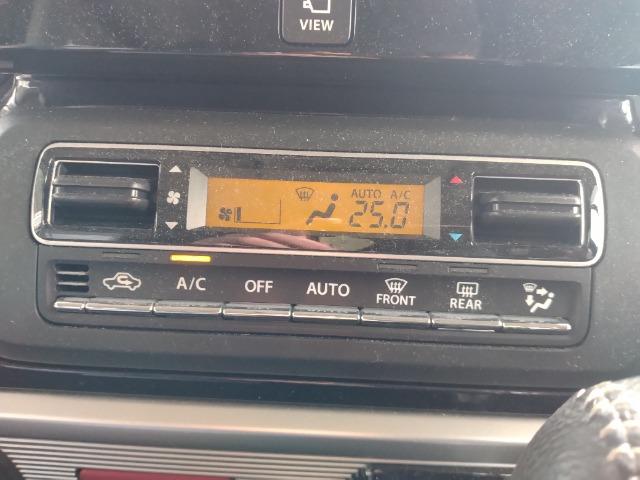 VIEW
AUTO A/C
25.0
A/C OFF AUTO FRONT REAR